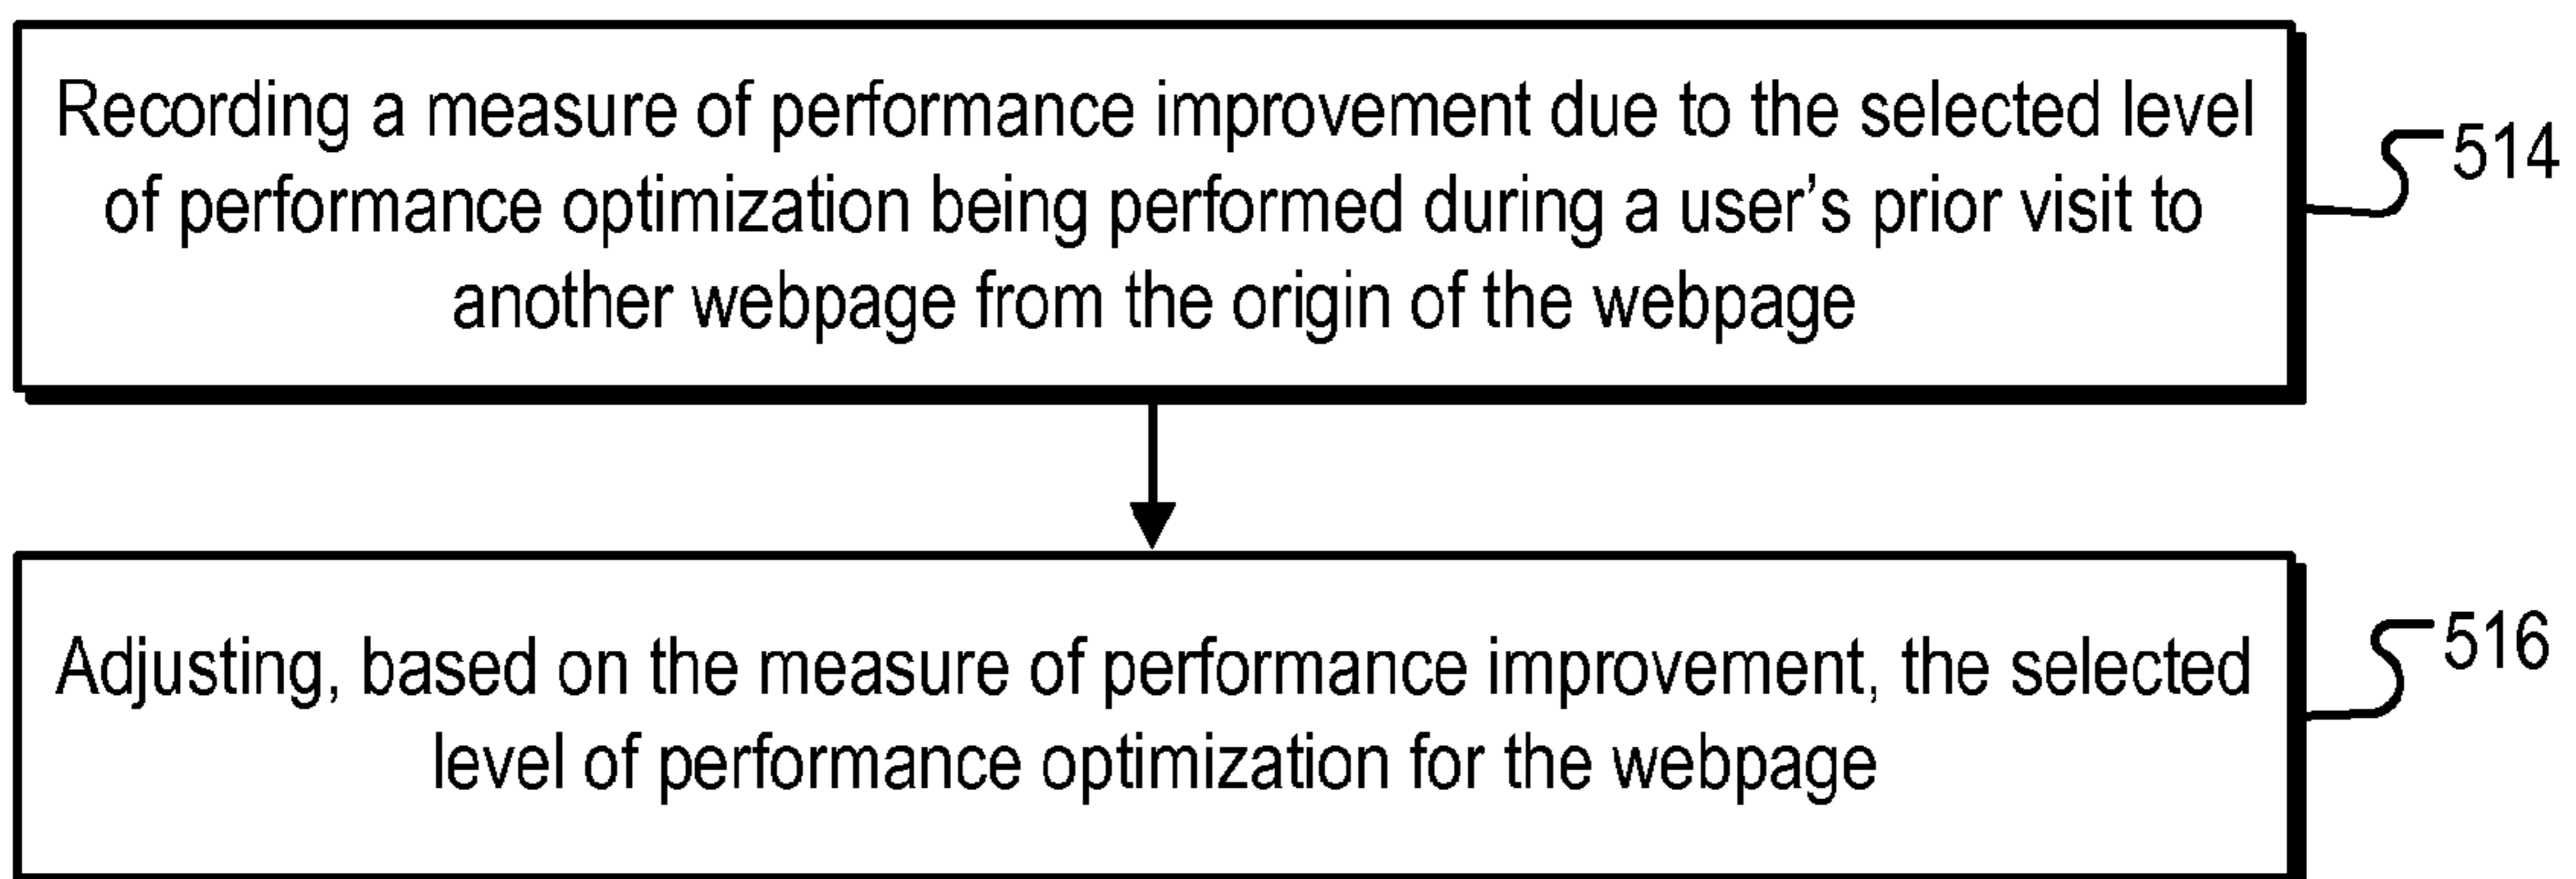 Recording a measure of performance improvement due to the selected level
of performance optimization being performed during a user’s prior visit to
another webpage from the origin of the webpage
514
Adjusting, based on the measure of performance improvement, the selected
level of performance optimization for the webpage
516